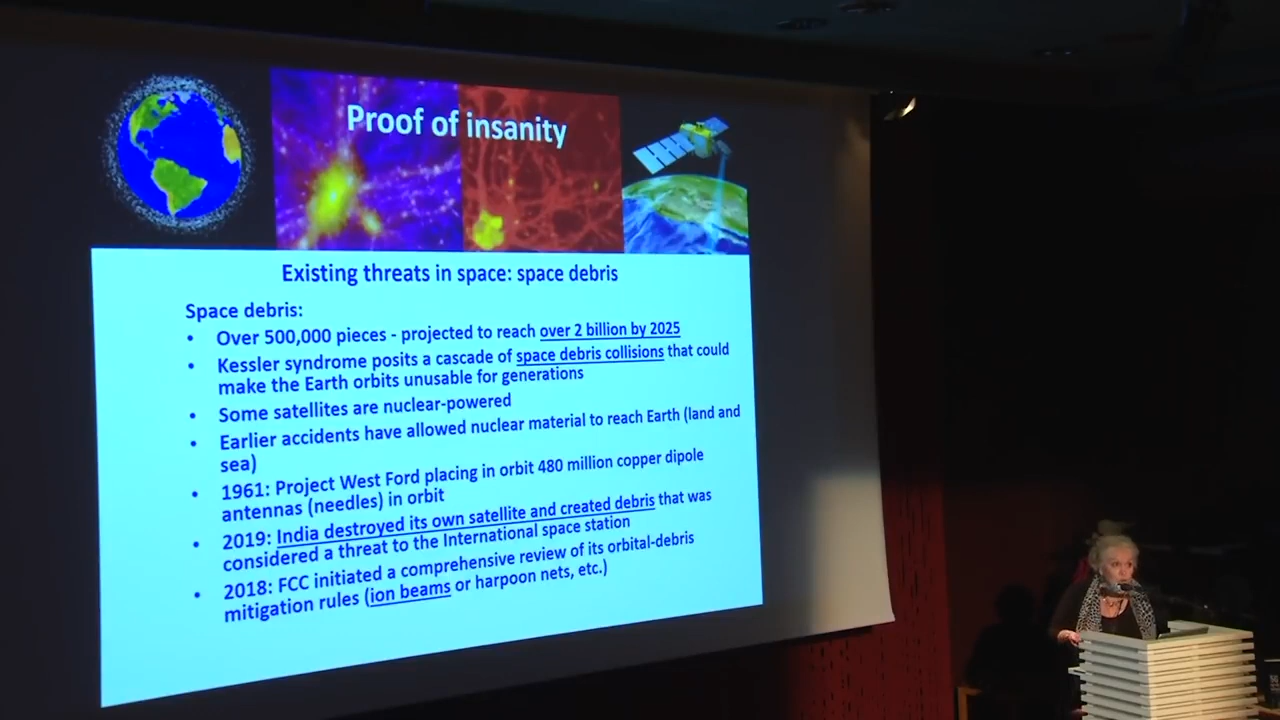 Proof of insanity
Existing threats in space: space debris
Space debris:
• Over 500,000 pieces - projected to reach over 2 billion by 2025
• Kessler syndrome posits a cascade of space debris collisions that could
make the Earth orbits unusable for generations
• Some satellites are nuclear-powered
• Earlier accidents have allowed nuclear material to reach Earth (land and
sea)
• 1961: Project West Ford placing in orbit 480 million copper dipole
antennas (needles) in orbit
• 2019: India destroyed its own satellite and created debris that was
considered a threat to the International space station
• 2018: FCC initiated a comprehensive review of its orbital-debris
mitigation rules (ion beams or harpoon nets, etc.)